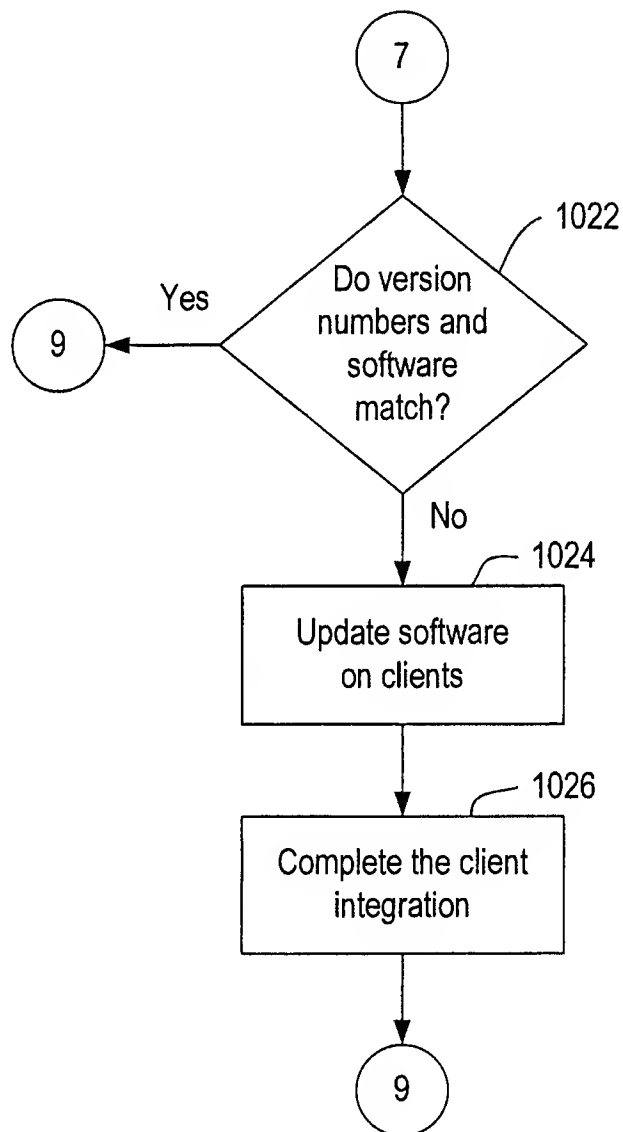 7
1022
Do version
numbers and
software
match?
Yes
9
No
1024
Update software
on clients
1026
Complete the client
integration
9